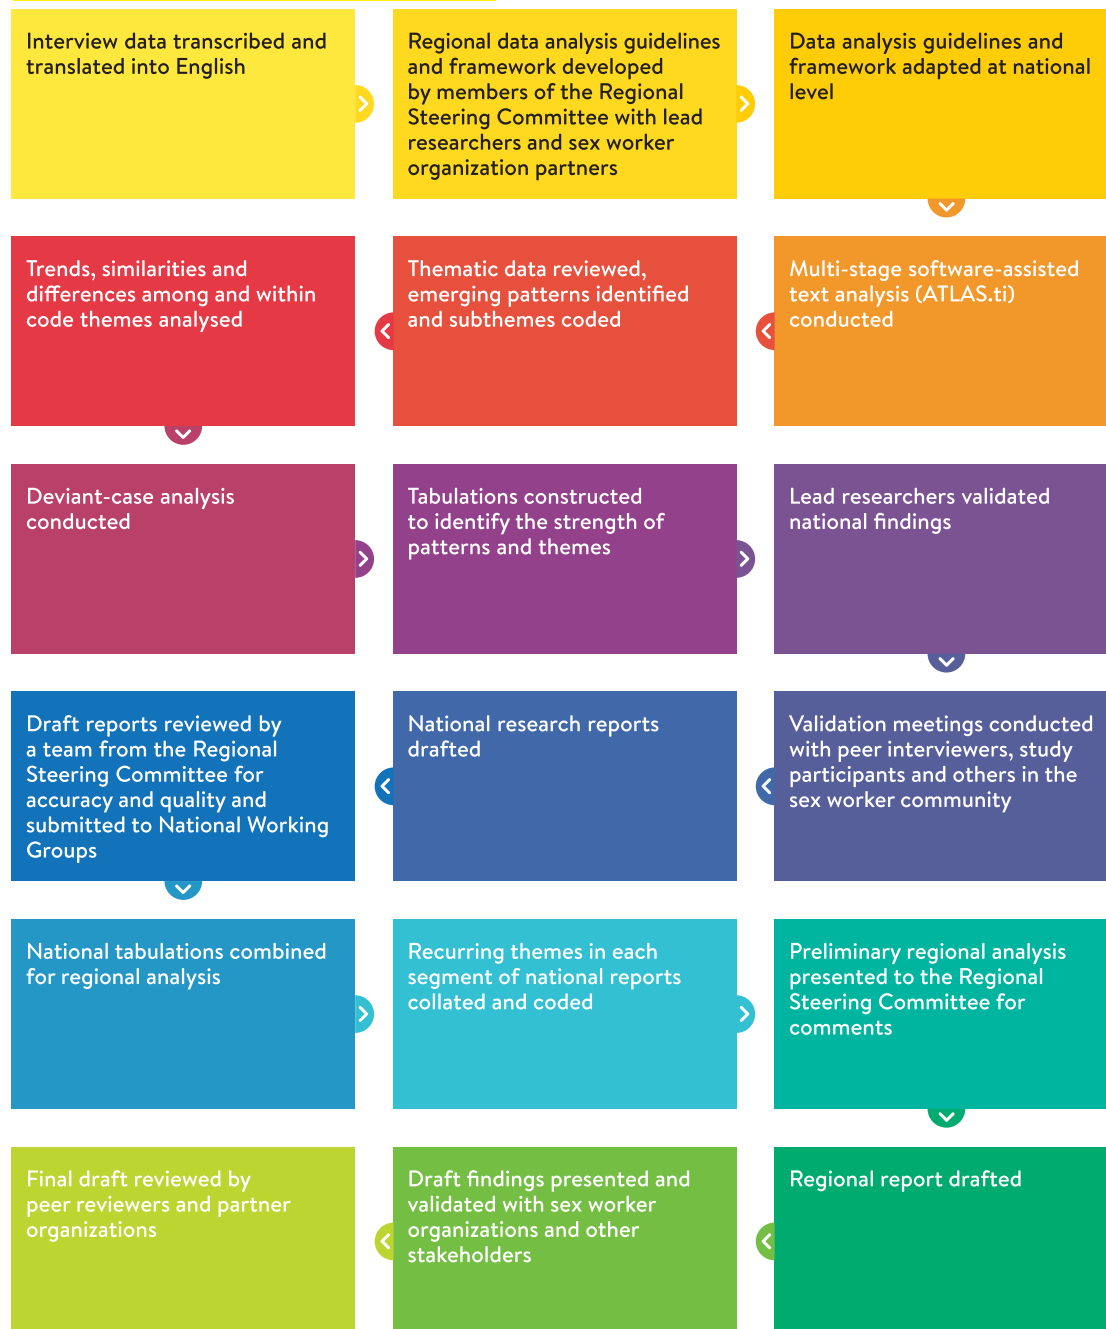 Interview data transcribed and
translated into English
Regional data analysis guidelines
and framework developed
by members of the Regional
Steering Committee with lead
researchers and sex worker
organization partners
Data analysis guidelines and
framework adapted at national
level
Multi-stage software-assisted
text analysis (ATLAS.ti)
conducted
Thematic data reviewed,
emerging patterns identified
and subthemes coded
Trends, similarities and
differences among and within
code themes analysed
Deviant-case analysis
conducted
Tabulations constructed
to identify the strength of
patterns and themes
Lead researchers validated
national findings
Validation meetings conducted
with peer interviewers, study
participants and others in the
sex worker community
National research reports
drafted
Draft reports reviewed by
a team from the Regional
Steering Committee for
accuracy and quality and
submitted to National Working
Groups
National tabulations combined
for regional analysis
Recurring themes in each
segment of national reports
collated and coded
Preliminary regional analysis
presented to the Regional
Steering Committee for
comments
Regional report drafted
Draft findings presented and
validated with sex worker
organizations and other
stakeholders
Final draft reviewed by
peer reviewers and partner
organizations